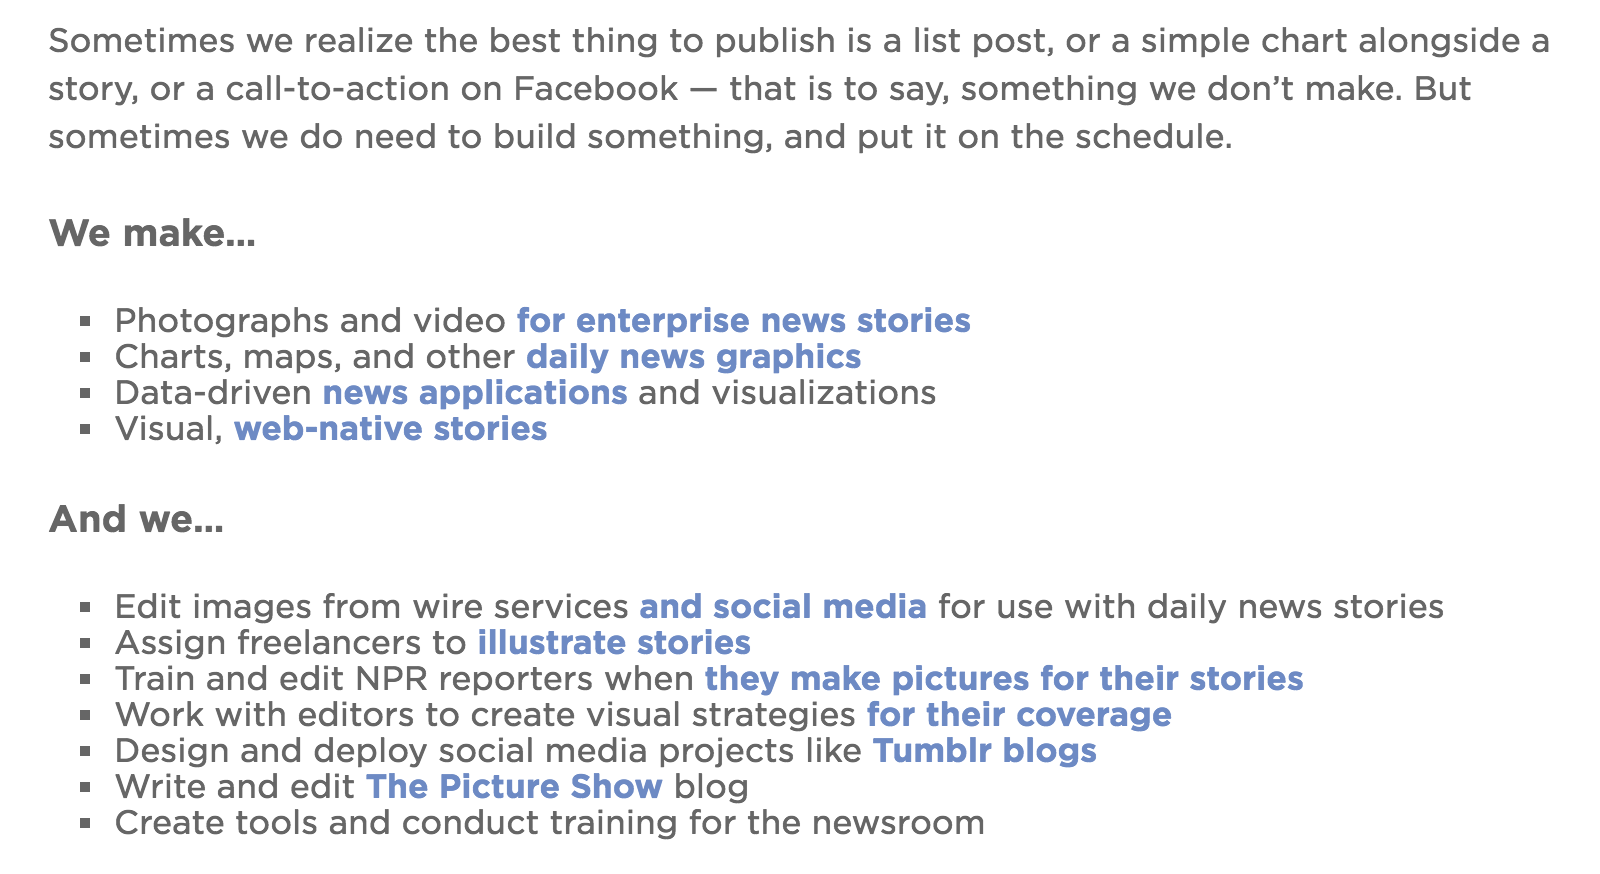 Sometimes we realize the best thing to publish is a list post, or a simple chart alongside a
story, or a call-to-action on Facebook — that is to say, something we don’t make. But
sometimes we do need to build something, and put it on the schedule.
We make...
▪ Photographs and video for enterprise news stories
▪ Charts, maps, and other daily news graphics
▪ Data-driven news applications and visualizations
▪ Visual, web-native stories
And we...
▪ Edit images from wire services and social media for use with daily news stories
▪ Assign freelancers to illustrate stories
▪ Train and edit NPR reporters when they make pictures for their stories
▪ Work with editors to create visual strategies for their coverage
▪ Design and deploy social media projects like Tumblr blogs
▪ Write and edit The Picture Show blog
▪ Create tools and conduct training for the newsroom